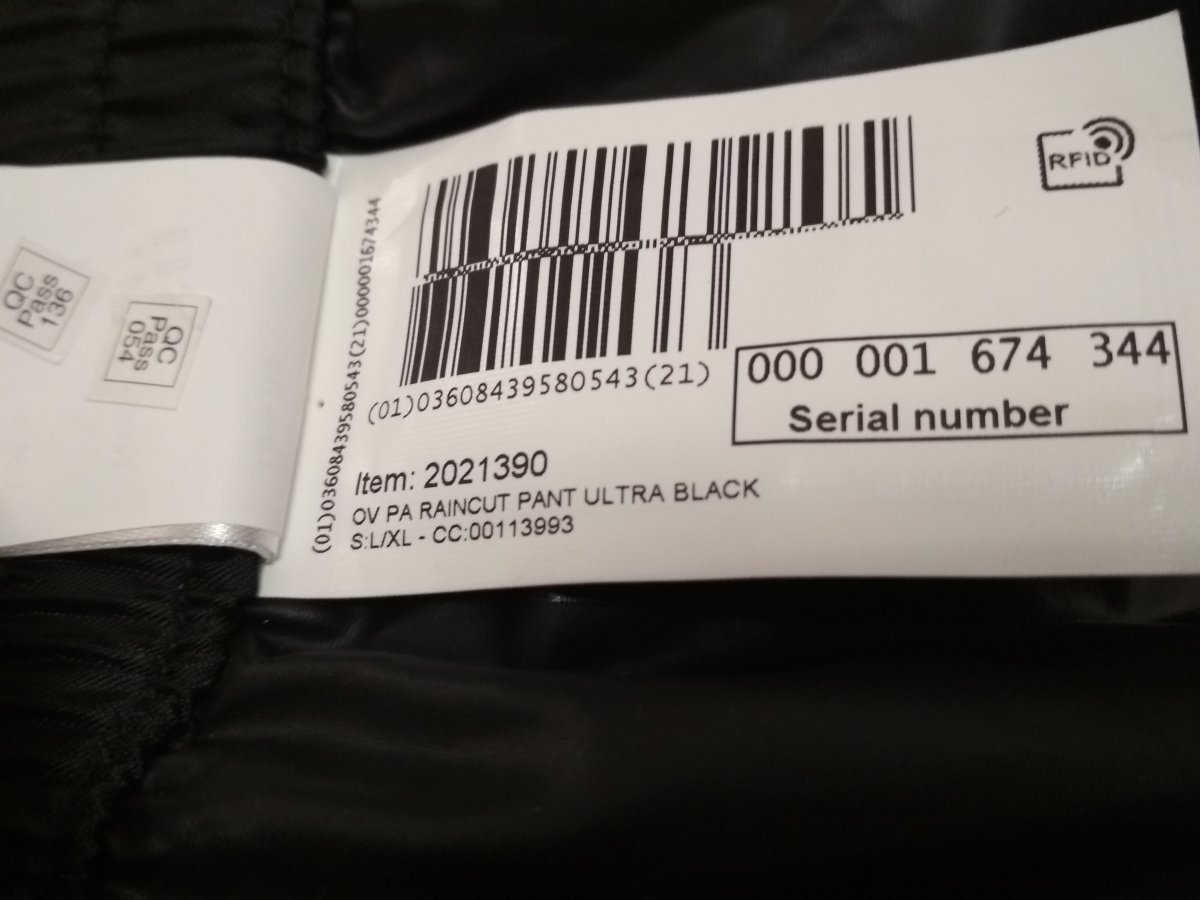 QC
Pass
136
QC
Pass
054
(01)03608439580543(21)000001674344
RFID
(01)03608439580543(21)
000 001 674 344
Serial number
Item: 2021390
OV PA RAINCUT PANT ULTRA BLACK
S:L/XL - CC:00113993